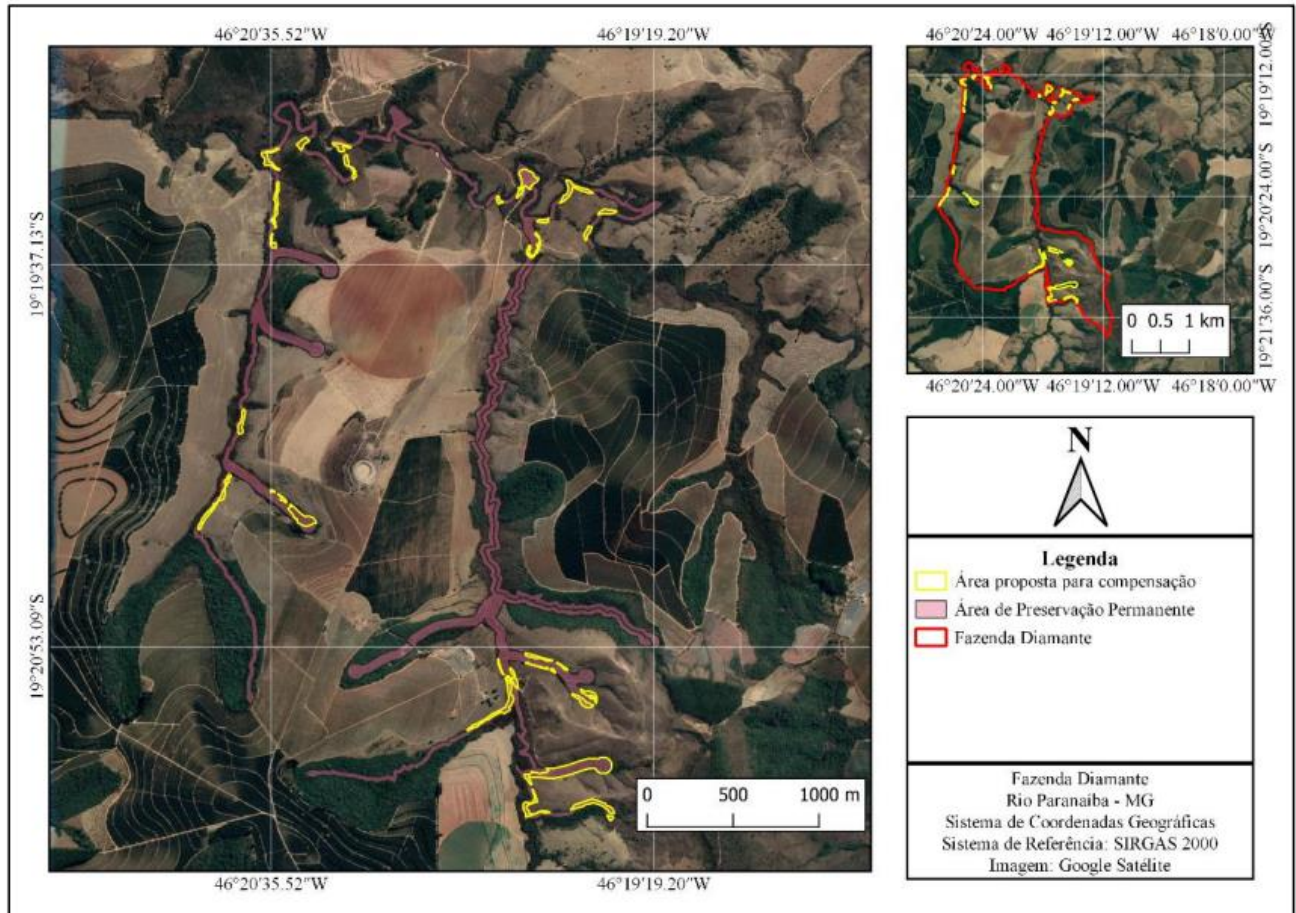 46°20'35.52"W
46°19'19.20"W
19°19'37.13"S
19°20'53.09"S
0 500 1000 m
46°20'35.52"W
46°19'19.20"W
46°20'24.00"W 46°19'12.00"W 46°18'0.00"W
19°19'12.00"S
19°20'24.00"S
19°21'36.00"S
0 0.5 1 km
46°20'24.00"W 46°19'12.00"W 46°18'0.00"W
N
Legenda
Área proposta para compensação
Área de Preservação Permanente
Fazenda Diamante
Fazenda Diamante
Rio Paranaíba - MG
Sistema de Coordenadas Geográficas
Sistema de Referência: SIRGAS 2000
Imagem: Google Satélite